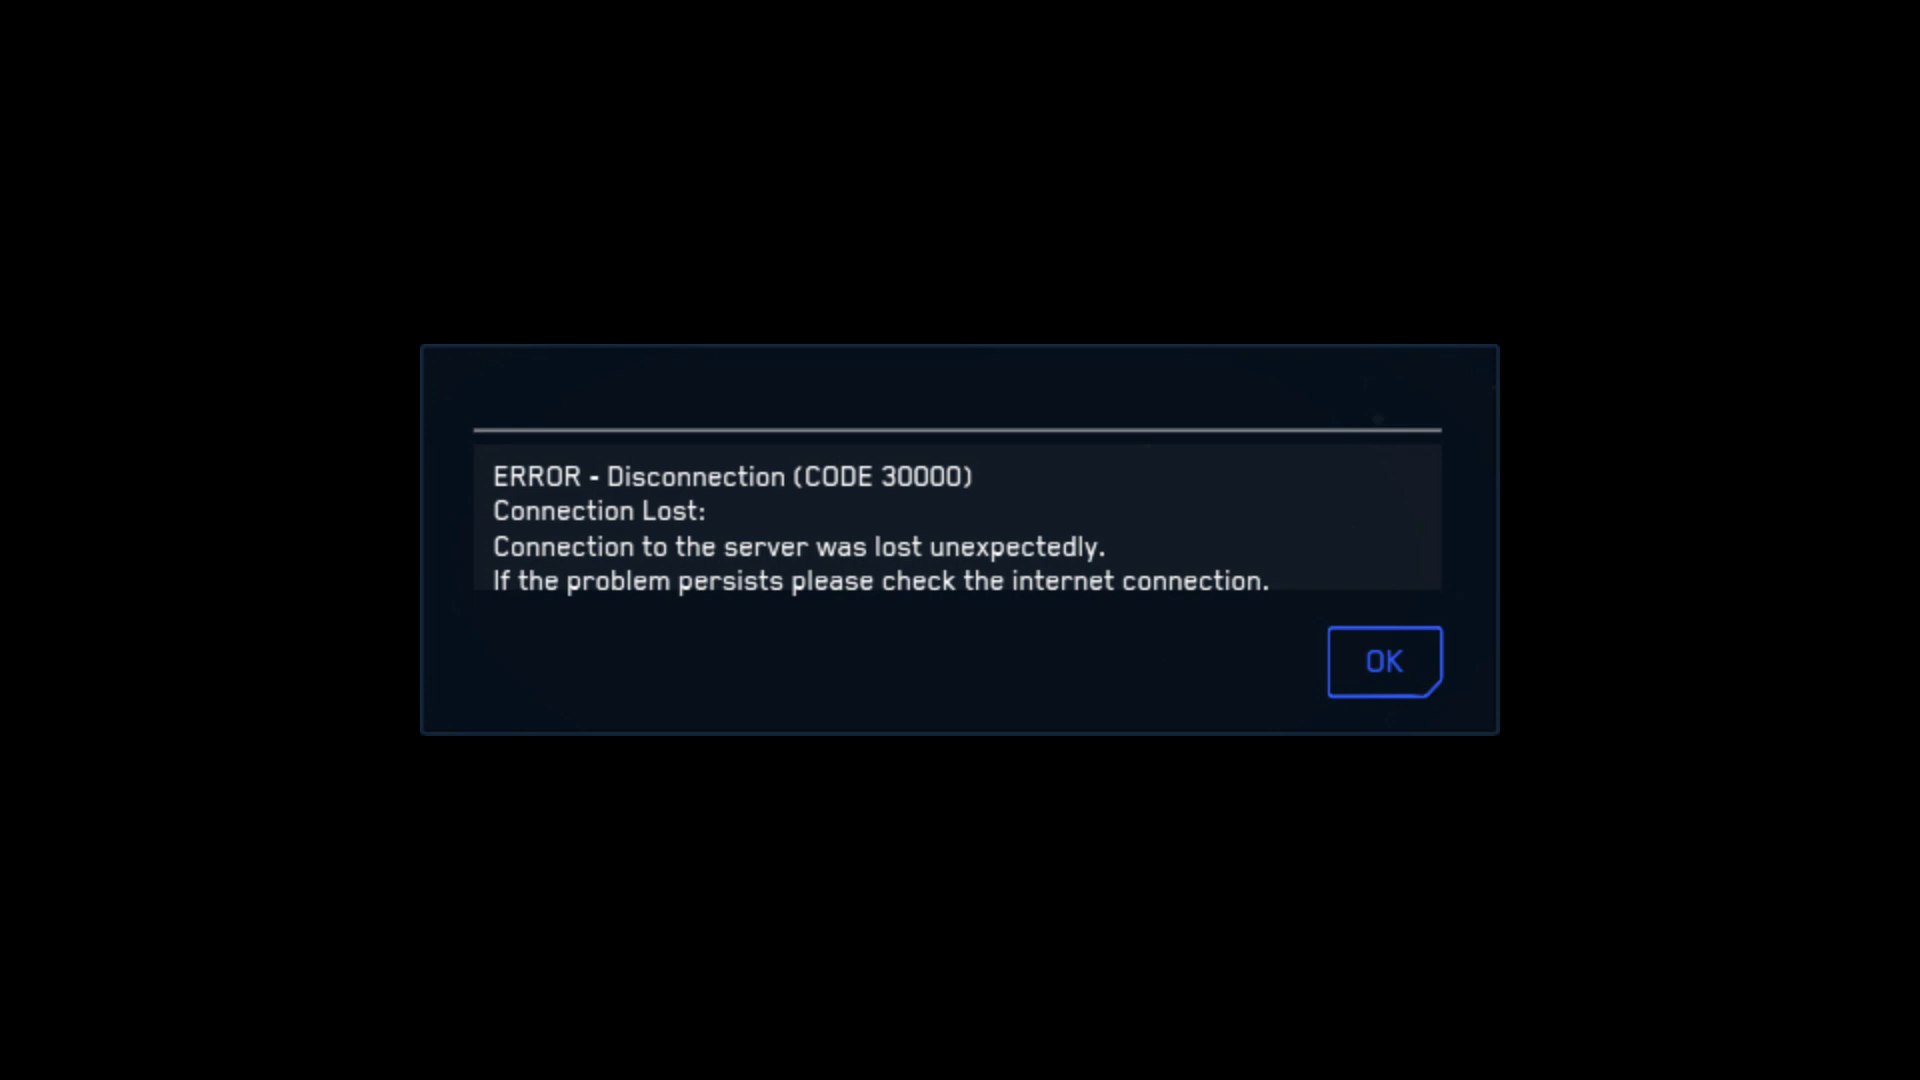 ERROR - Disconnection (CODE 30000)
Connection Lost:
Connection to the server was lost unexpectedly.
If the problem persists please check the internet connection.
OK